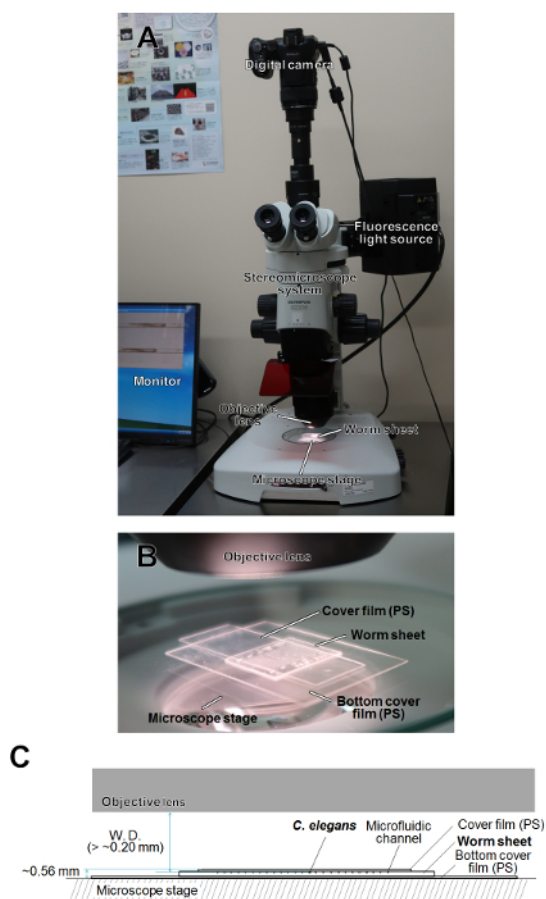 A
Digital camera
Fluorescence
light source
Stereomicroscope
system
OLYMPUS
Monitor
Objective
lens
Worm sheet
Microscope stage
B
Objective lens
Cover film (PS)
Worm sheet
Bottom cover
film (PS)
Microscope stage
C
Objective lens
W. D.
(> ~0.20 mm)
C. elegans
Microfluidic
channel
Cover film (PS)
Worm sheet
Bottom cover
film (PS)
~0.56 mm
Microscope stage